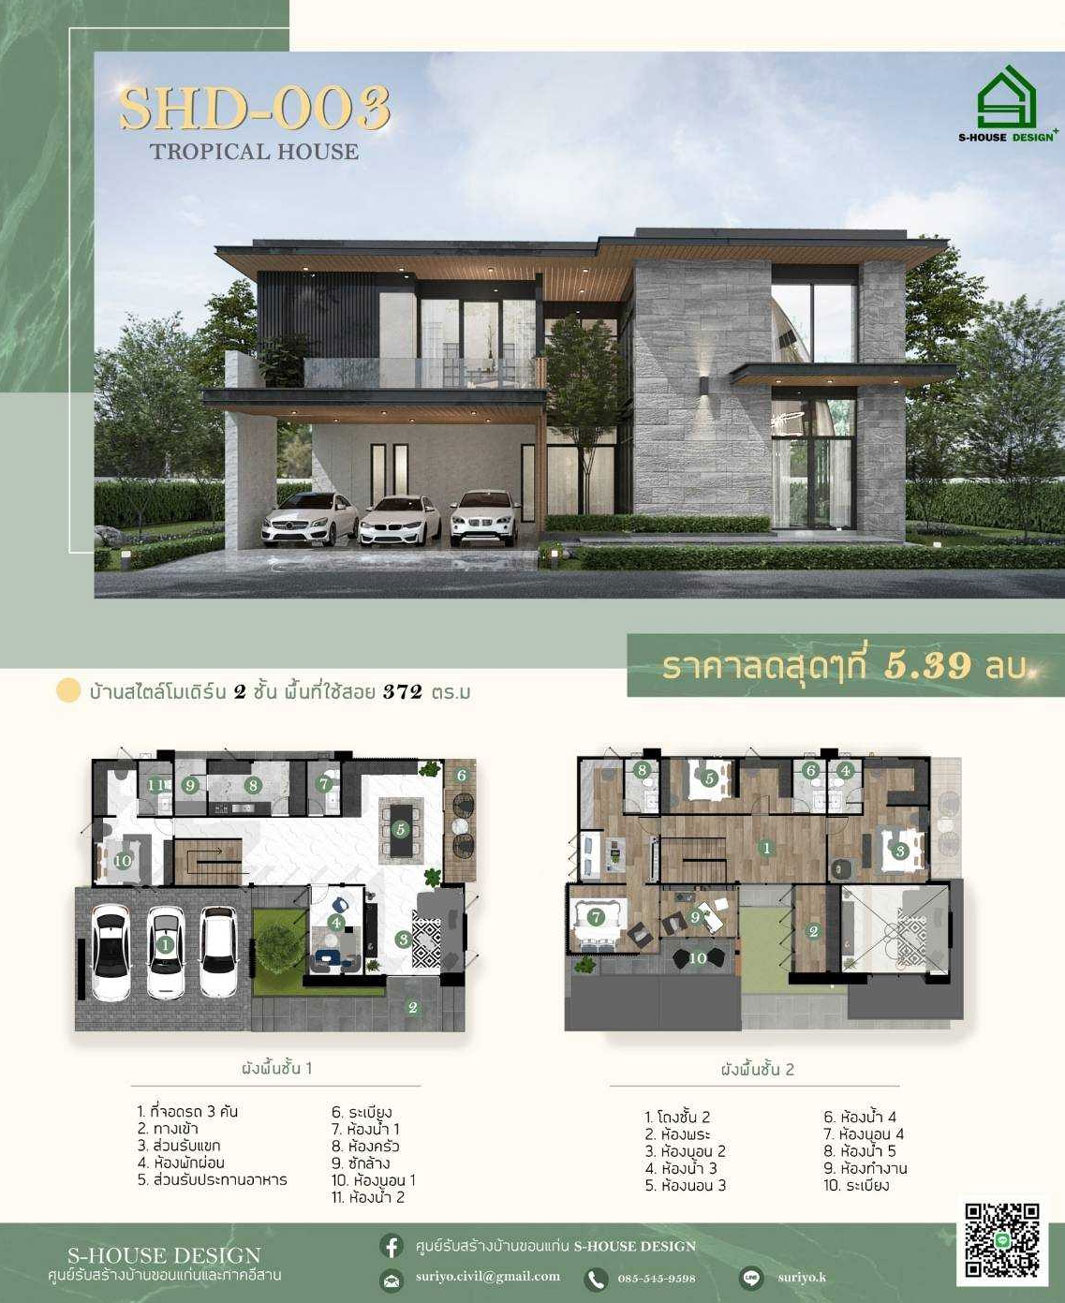 SHD-003
TROPICAL HOUSE
S-HOUSE DESIGN+
ราคาลดสุดๆที่ 5.39 ลบ.
บ้านสไตล์โมเดิร์น 2 ชั้น พื้นที่ใช้สอย 372 ตร.ม
11
9
8
7
6
5
10
1
4
3
2
8
5
6
4
1
3
7
9
2
10
ผังพื้นชั้น 1
1. ที่จอดรถ 3 คัน
2. ทางเข้า
3. ส่วนรับแขก
4. ห้องพักผ่อน
5. ส่วนรับประทานอาหาร
6. ระเบียง
7. ห้องน้ำ 1
8. ห้องครัว
9. ซักล้าง
10. ห้องนอน 1
11. ห้องน้ำ 2
ผังพื้นชั้น 2
1. โถงชั้น 2
2. ห้องพระ
3. ห้องนอน 2
4. ห้องน้ำ 3
5. ห้องนอน 3
6. ห้องน้ำ 4
7. ห้องนอน 4
8. ห้องน้ำ 5
9. ห้องทำงาน
10. ระเบียง
S-HOUSE DESIGN
ศูนย์รับสร้างบ้านขอนแก่นและภาคอีสาน
ศูนย์รับสร้างบ้านขอนแก่น S-HOUSE DESIGN
suriyo.civil@gmail.com
085-545-9598
LINE
suriyo.k